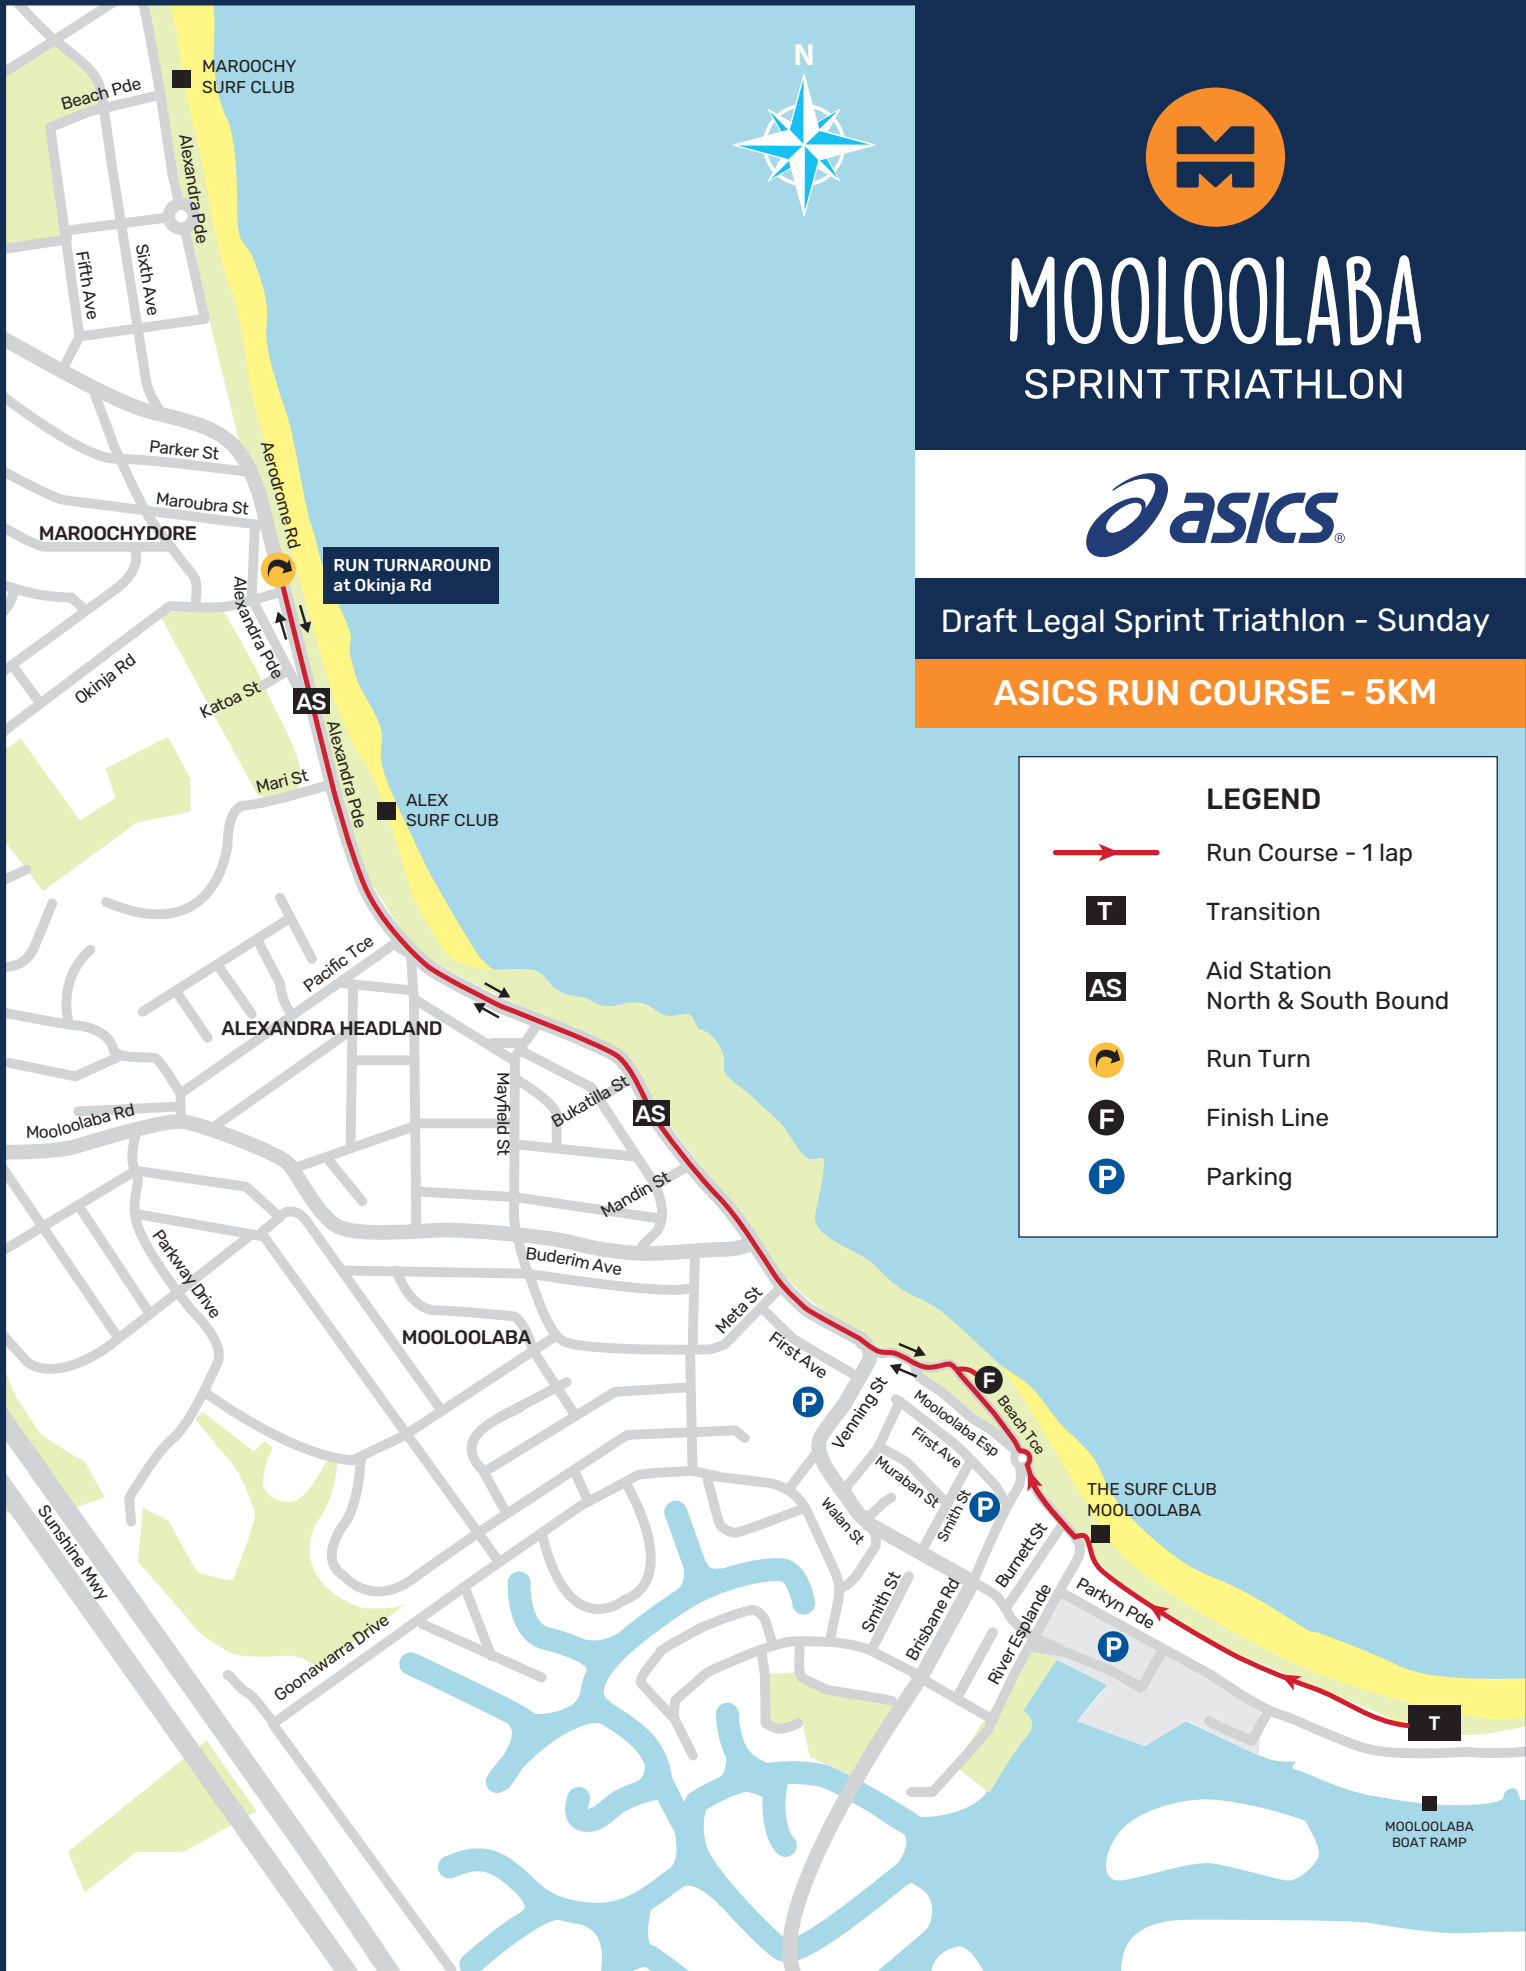 MAROOCHY
SURF CLUB
Beach Pde
Alexandra Pde
Fifth Ave
Sixth Ave
N
MOOLOOLABA
SPRINT TRIATHLON
asics®
Draft Legal Sprint Triathlon - Sunday
ASICS RUN COURSE - 5KM
Parker St
Aerodrome Rd
Maroubra St
MAROOCHYDORE
RUN TURNAROUND
at Okinja Rd
Alexandra Pde
Okinja Rd
Katoa St
AS
Alexandra Pde
Mari St
ALEX
SURF CLUB
LEGEND
Run Course - 1 lap
T
Transition
AS
Aid Station
North & South Bound
Run Turn
F
Finish Line
P
Parking
Pacific Tce
ALEXANDRA HEADLAND
Mayfield St
Bukatilla St
AS
Mooloolaba Rd
Mandin St
Parkway Drive
Buderim Ave
Meta St
MOOLOOLABA
First Ave
P
Venning St
F
Mooloolaba Esp
Beach Tce
First Ave
Muraban St
Smith St
P
Walan St
THE SURF CLUB
MOOLOOLABA
Sunshine Mwy
Burnett St
Smith St
Brisbane Rd
River Esplande
Parkyn Pde
P
Goonawarra Drive
T
MOOLOOLABA
BOAT RAMP